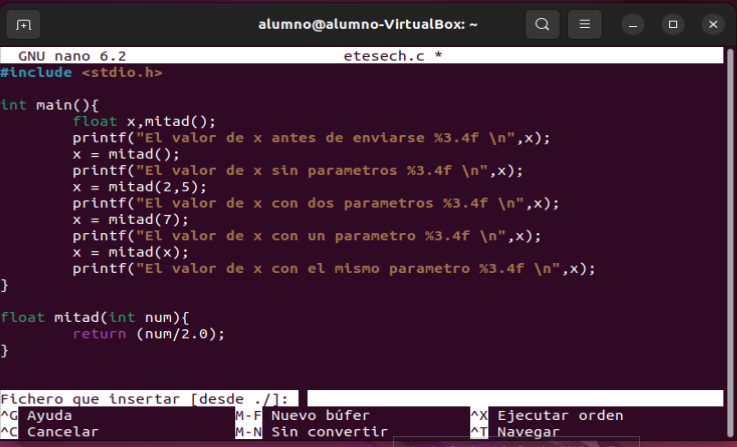 alumno@alumno-VirtualBox: ~
GNU nano 6.2 etesech.c *
#include <stdio.h>
int main(){
float x,mitad();
printf("El valor de x antes de enviarse %3.4f \n",x);
x = mitad();
printf("El valor de x sin parametros %3.4f \n",x);
x = mitad(2,5);
printf("El valor de x con dos parametros %3.4f \n",x);
x = mitad(7);
printf("El valor de x con un parametro %3.4f \n",x);
x = mitad(x);
printf("El valor de x con el mismo parametro %3.4f \n",x);
}
float mitad(int num){
return (num/2.0);
}
Fichero que insertar [desde ./]:
^G Ayuda M-F Nuevo búfer ^X Ejecutar orden
^C Cancelar M-N Sin convertir ^T Navegar